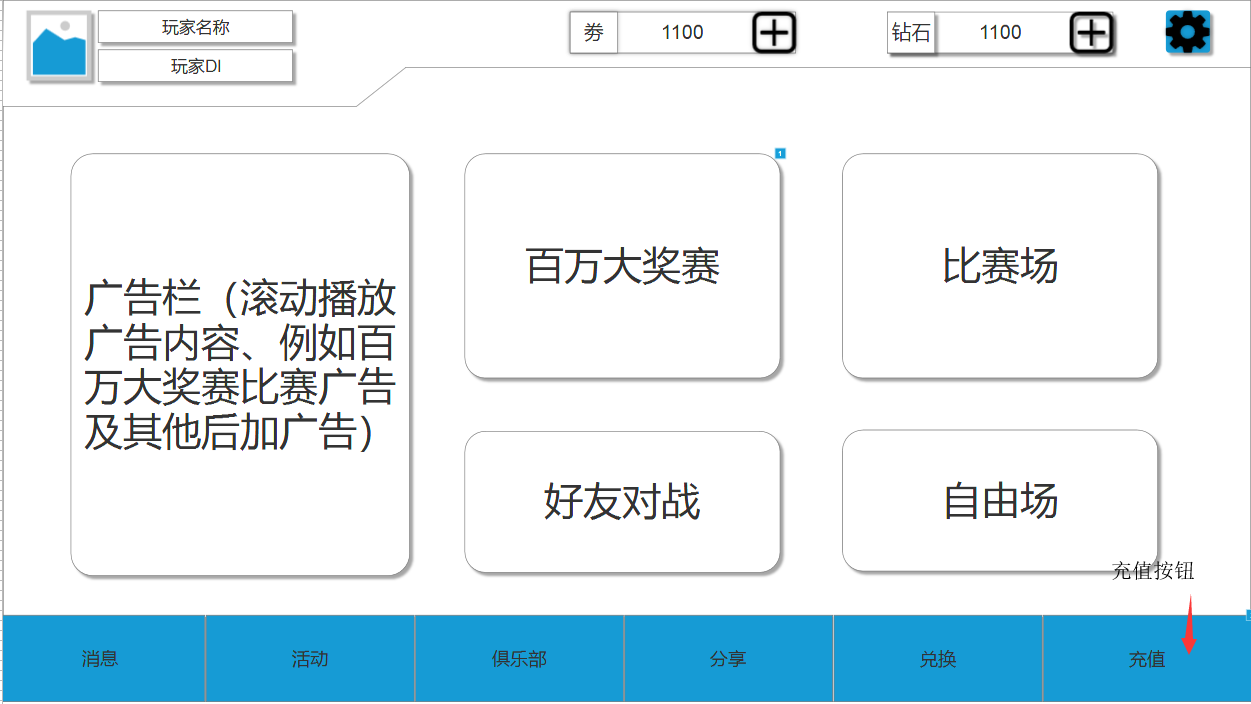 玩家名称
玩家DI
劵
1100
钻石
1100
1
广告栏（滚动播放
广告内容、例如百
万大奖赛比赛广告
及其他后加广告）
百万大奖赛
比赛场
好友对战
自由场
充值按钮
消息
活动
俱乐部
分享
兑换
充值